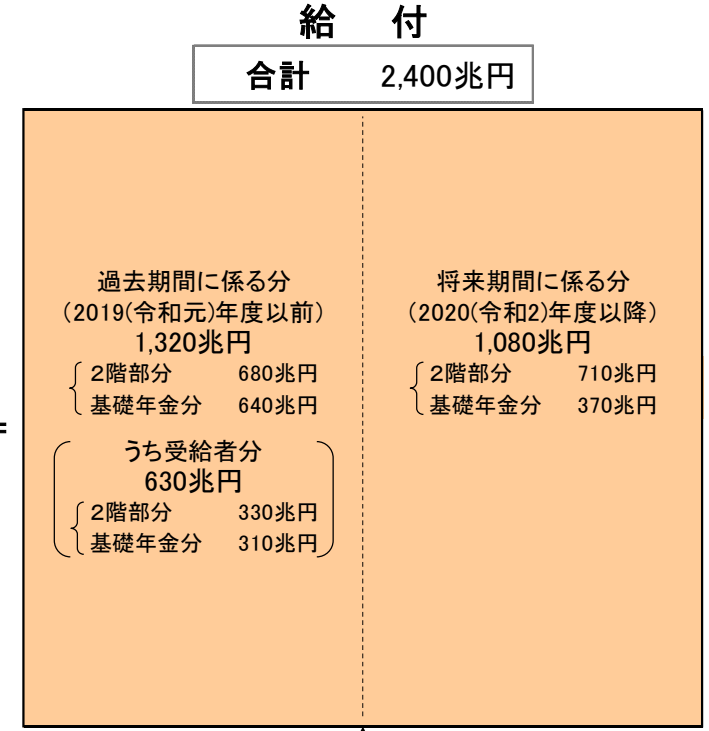 給 付
合計 2,400兆円
過去期間に係る分
（2019(令和元)年度以前）
1,320兆円
２階部分 680兆円
基礎年金分 640兆円
うち受給者分
630兆円
２階部分 330兆円
基礎年金分 310兆円
将来期間に係る分
（2020(令和2)年度以降）
1,080兆円
２階部分 710兆円
基礎年金分 370兆円
=